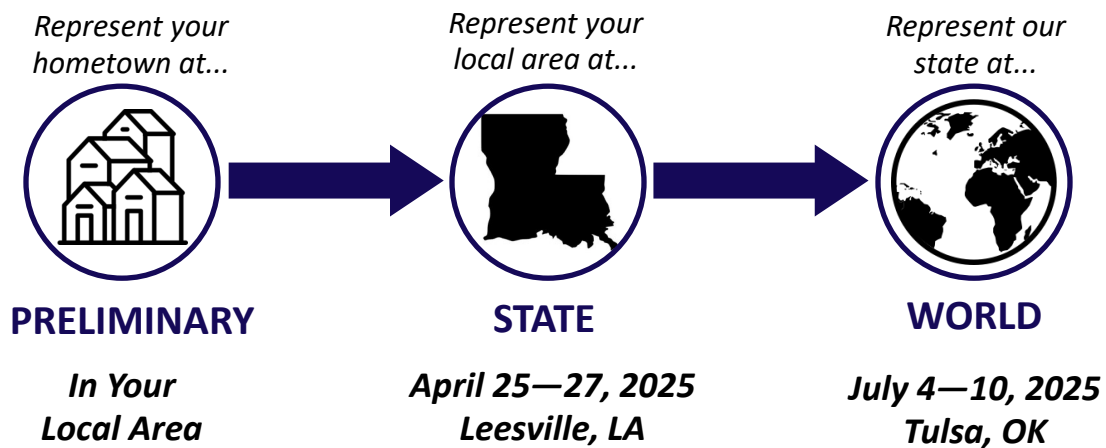 Represent your
hometown at...
Represent your
local area at...
Represent our
state at...
PRELIMINARY
STATE
WORLD
In Your
Local Area
April 25—27, 2025
Leesville, LA
July 4—10, 2025
Tulsa, OK